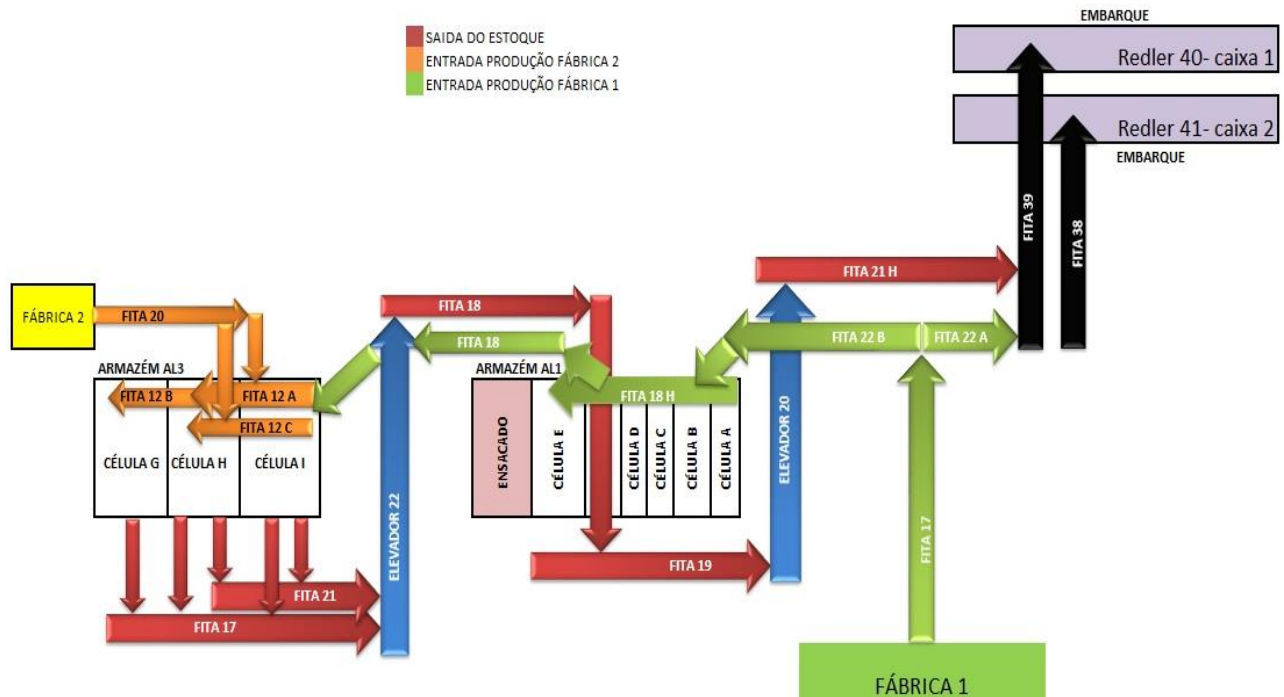 EMBARQUE
SAIDA DO ESTOQUE
ENTRADA PRODUÇÃO FÁBRICA 2
ENTRADA PRODUÇÃO FÁBRICA 1
Redler 40- caixa 1
Redler 41- caixa 2
EMBARQUE
FITA 39
FITA 38
FITA 21 H
FÁBRICA 2
FITA 20
FITA 18
FITA 18
FITA 22 B
FITA 22 A
ARMAZÉM AL3
ARMAZÉM AL1
FITA 12 B
FITA 12 A
FITA 18 H
FITA 12 C
CÉLULA G
CÉLULA H
CÉLULA I
ELEVADOR 22
ENSACADO
CÉLULA E
CÉLULA D
CÉLULA C
CÉLULA B
CÉLULA A
ELEVADOR 20
FITA 17
FITA 19
FITA 21
FITA 17
FÁBRICA 1